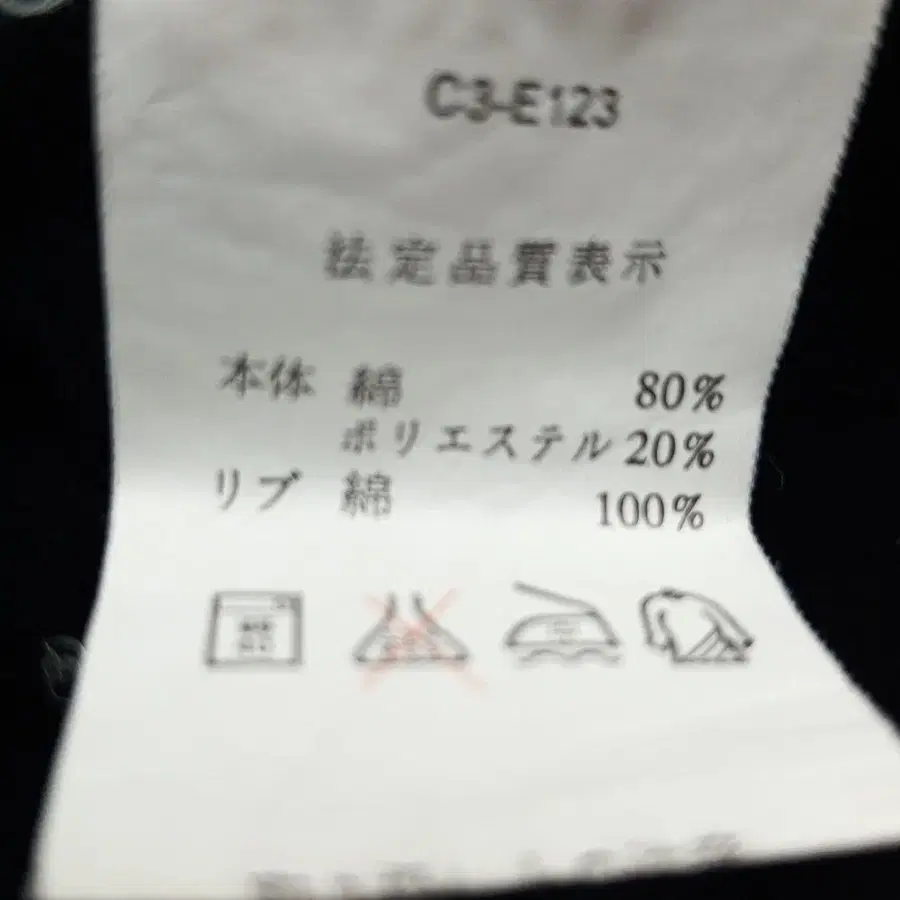 C3-E123
法定品質表示
本体 綿 80%
ポリエステル 20%
リブ 綿 100%